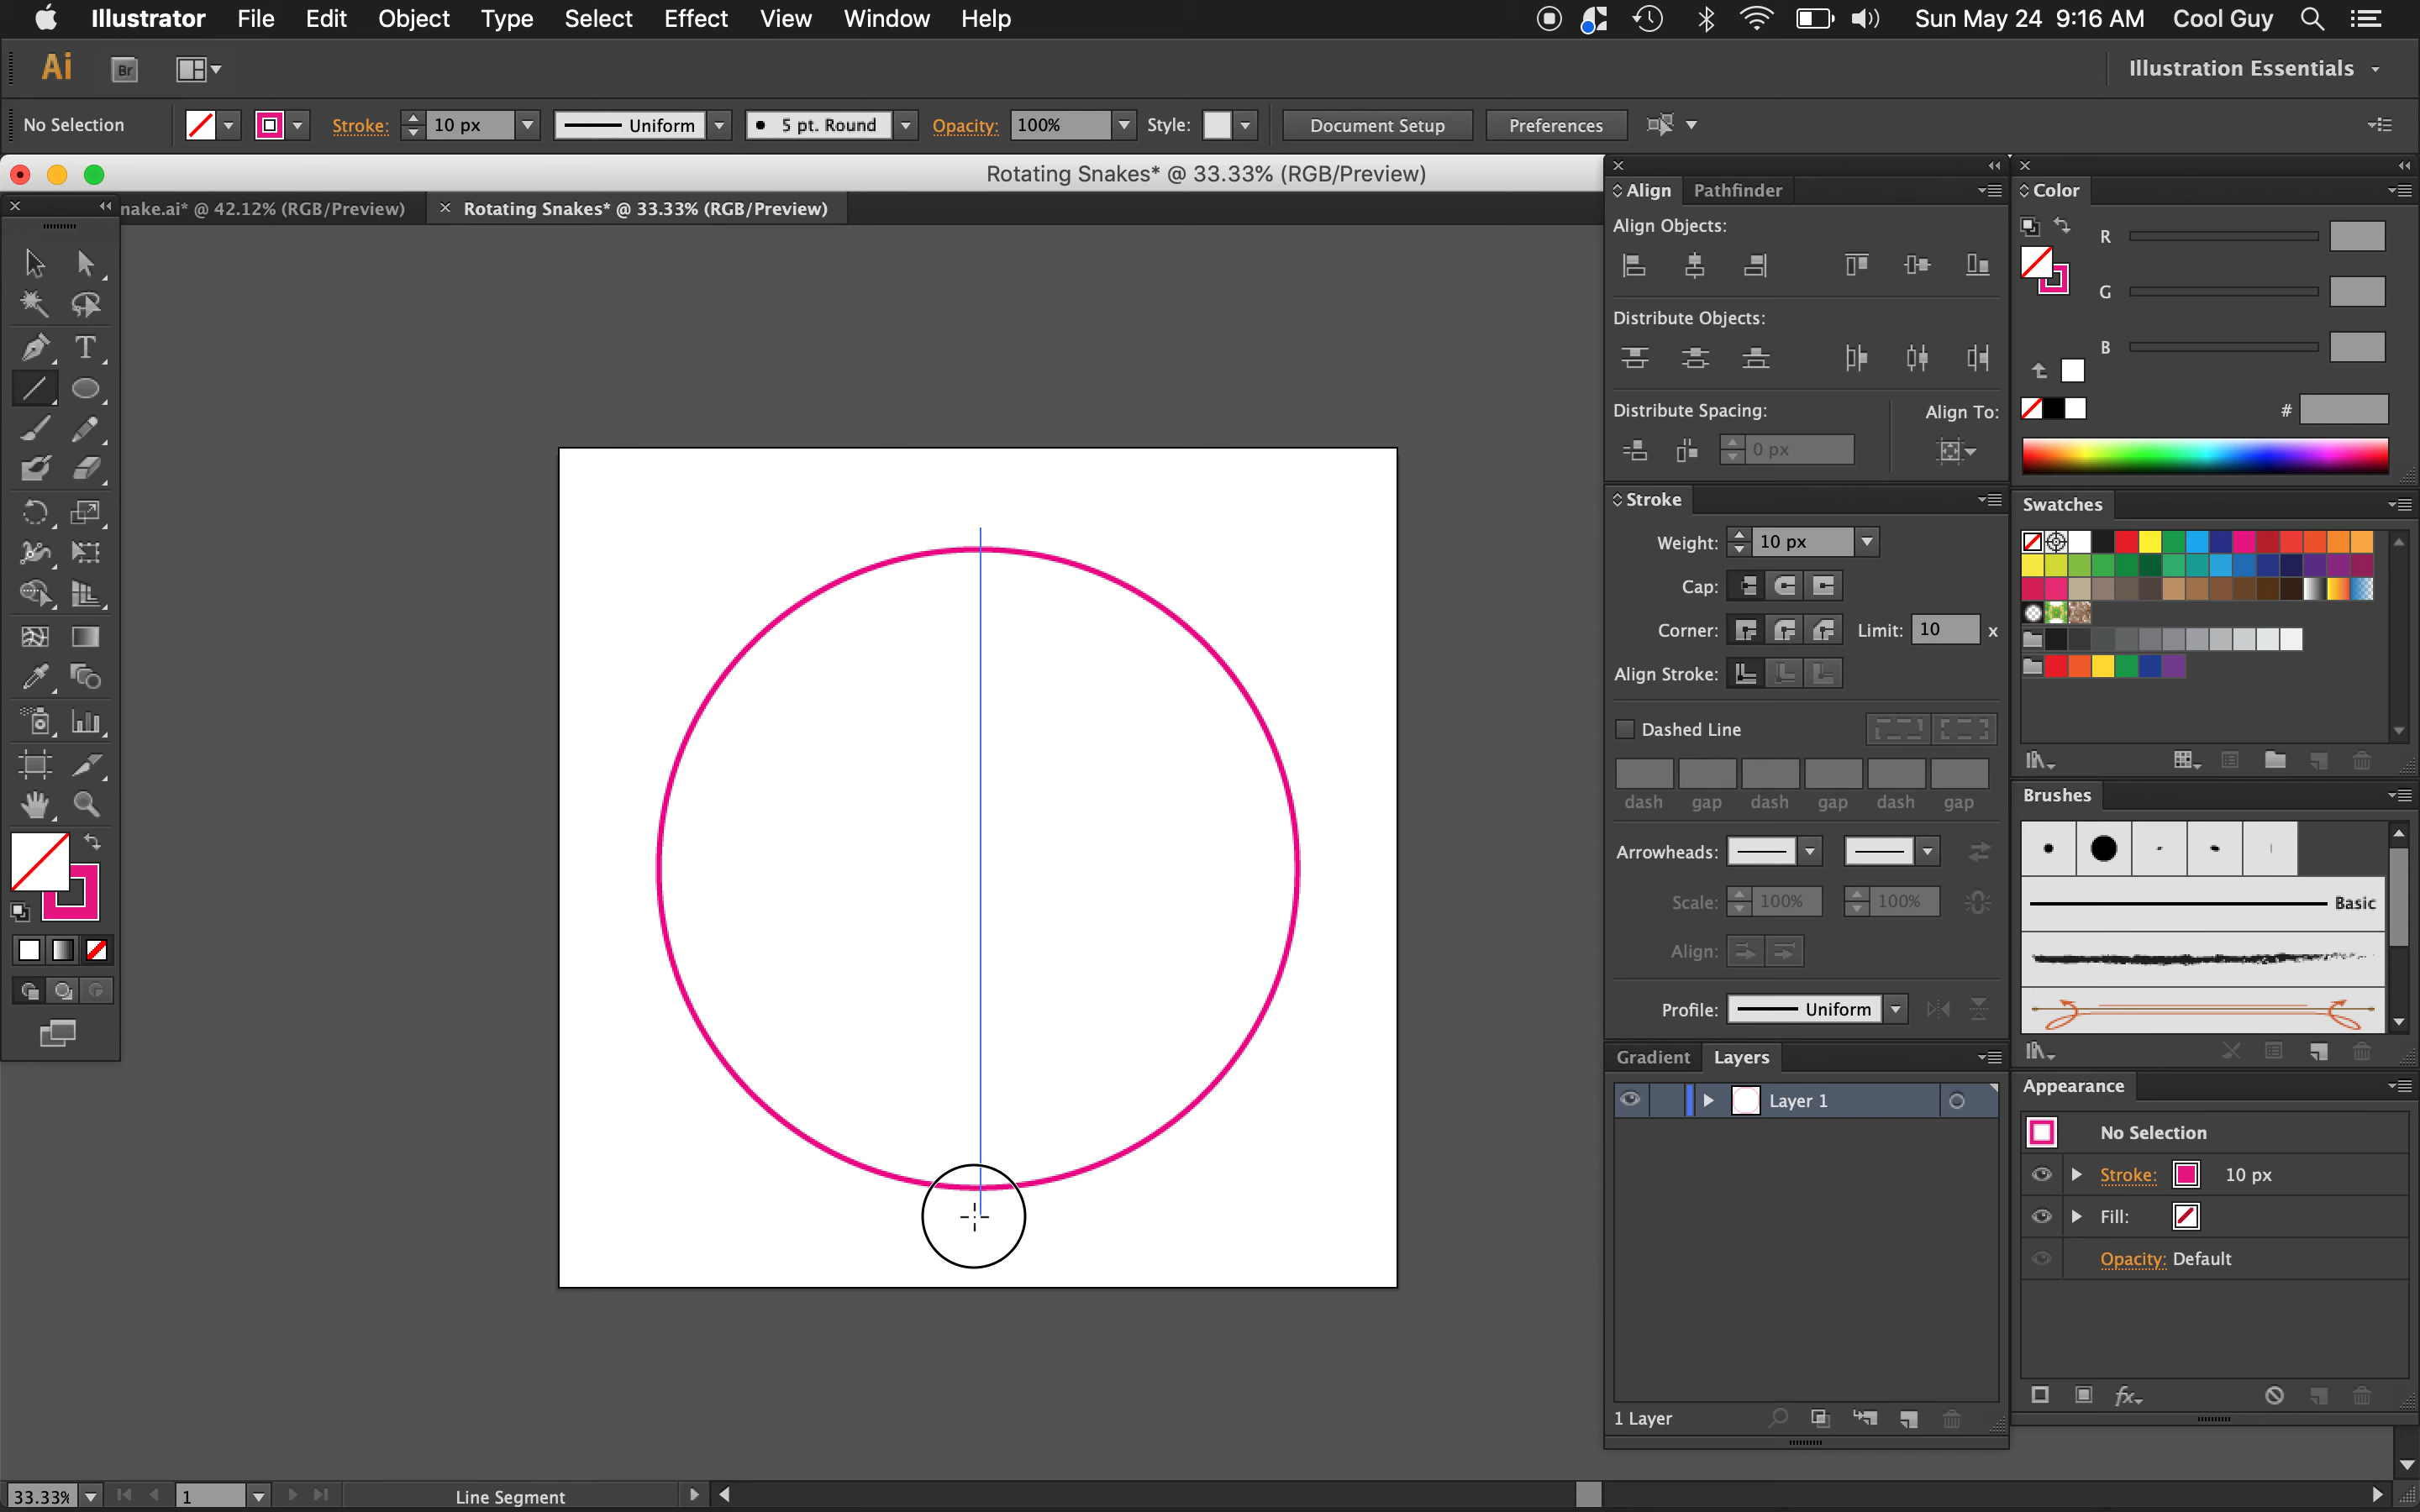 Illustrator File Edit Object Type Select Effect View Window Help Sun May 24 9:16 AM Cool Guy
Ai Br Illustration Essentials
No Selection Stroke: 10 px Uniform 5 pt. Round Opacity: 100% Style: Document Setup Preferences
Rotating Snakes* @ 33.33% (RGB/Preview)
nake.ai* @ 42.12% (RGB/Preview) Rotating Snakes* @ 33.33% (RGB/Preview)
T
Align Pathfinder
Align Objects:
Distribute Objects:
Distribute Spacing: Align To:
0 px
Stroke
Weight: 10 px
Cap:
Corner: Limit: 10 x
Align Stroke:
Dashed Line
dash gap dash gap dash gap
Arrowheads:
Scale: 100% 100%
Align:
Profile: Uniform
Gradient Layers
Layer 1
1 Layer
Color
R
G
B
#
Swatches
Brushes
Basic
Appearance
No Selection
Stroke: 10 px
Fill:
Opacity: Default
fx
33.33% 1 Line Segment